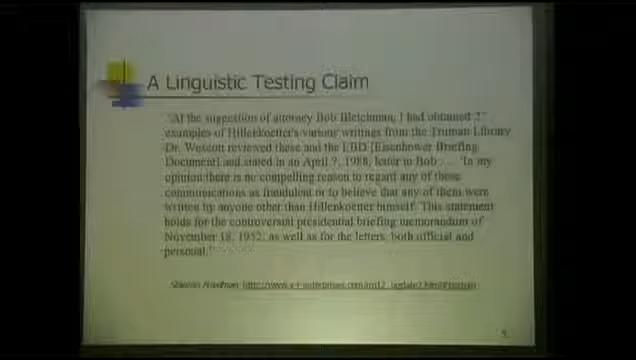 A Linguistic Testing Claim
"At the suggestion of attorney Bob Bletchman, I had obtained 27
examples of Hillenkoetter's various writings from the Truman Library
Dr. Wescott reviewed these and the EBD [Eisenhower Briefing
Document] and stated in an April 7, 1988, letter to Bob ... 'In my
opinion there is no compelling reason to regard any of these
communications as fraudulent or to believe that any of them were
written by anyone other than Hillenkoetter himself. This statement
holds for the controversial presidential briefing memorandum of
November 18, 1952, as well as for the letters, both official and
personal.'"
Friedman